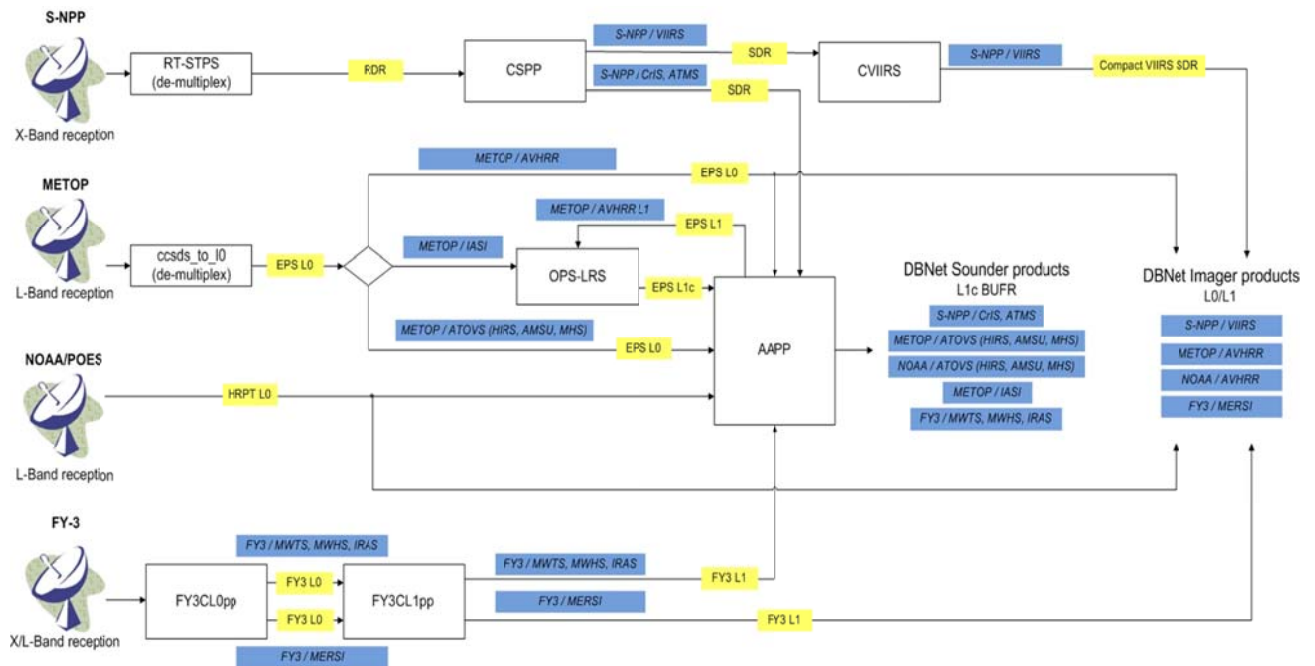 S-NPP
X-Band reception
RT-STPS
(de-multiplex)
RDR
CSPP
S-NPP / VIIRS
SDR
S-NPP / CrIS, ATMS
SDR
CVIIRS
S-NPP / VIIRS
Compact VIIRS SDR
METOP
L-Band reception
ccsds_to_l0
(de-multiplex)
EPS L0
METOP / AVHRR
EPS L0
METOP / AVHRR L1
EPS L1
METOP / IASI
OPS-LRS
EPS L1c
METOP / ATOVS (HIRS, AMSU, MHS)
EPS L0
AAPP
DBNet Sounder products
L1c BUFR
S-NPP / CrIS, ATMS
METOP / ATOVS (HIRS, AMSU, MHS)
NOAA / ATOVS (HIRS, AMSU, MHS)
METOP / IASI
FY3 / MWTS, MWHS, IRAS
DBNet Imager products
L0/L1
S-NPP / VIIRS
METOP / AVHRR
NOAA / AVHRR
FY3 / MERSI
NOAA/POES
L-Band reception
HRPT L0
FY-3
X/L-Band reception
FY3CL0pp
FY3 / MWTS, MWHS, IRAS
FY3 L0
FY3 L0
FY3 / MERSI
FY3CL1pp
FY3 / MWTS, MWHS, IRAS
FY3 L1
FY3 / MERSI
FY3 L1